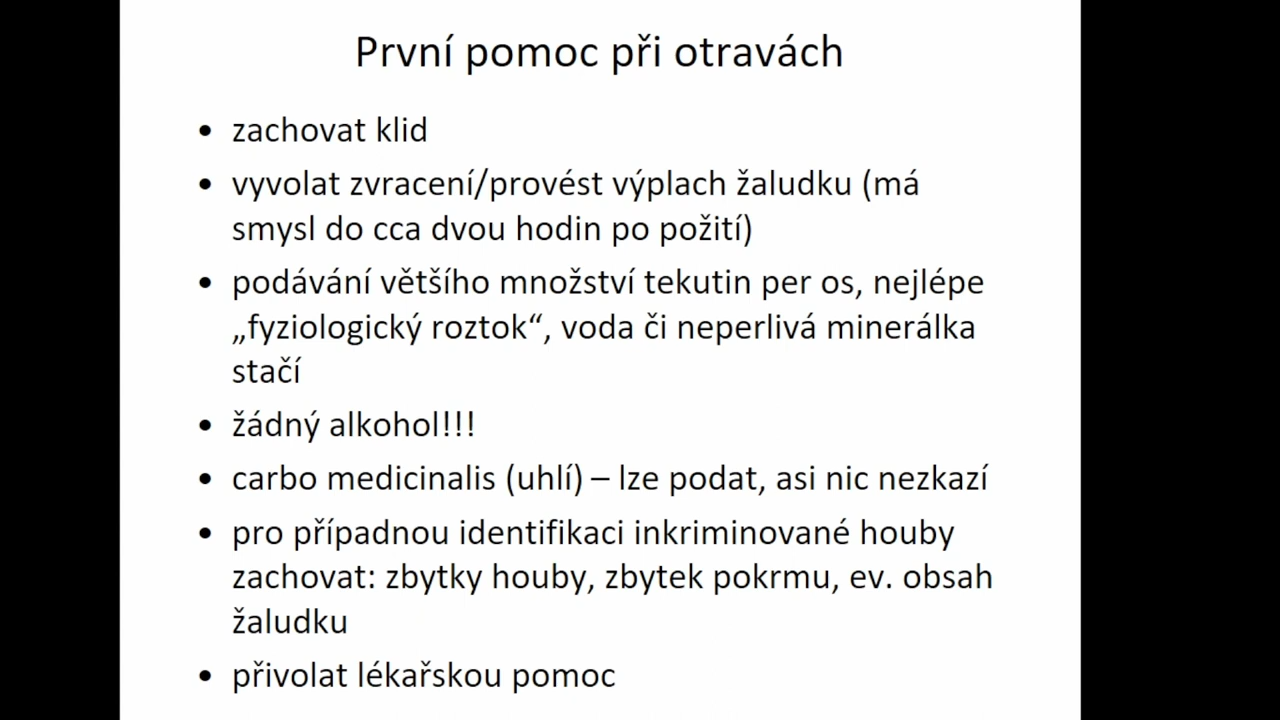 První pomoc při otravách
• zachovat klid
• vyvolat zvracení/provést výplach žaludku (má
smysl do cca dvou hodin po požití)
• podávání většího množství tekutin per os, nejlépe
„fyziologický roztok“, voda či neperlivá minerálka
stačí
• žádný alkohol!!!
• carbo medicinalis (uhlí) – lze podat, asi nic nezkazí
• pro případnou identifikaci inkriminované houby
zachovat: zbytky houby, zbytek pokrmu, ev. obsah
žaludku
• přivolat lékařskou pomoc